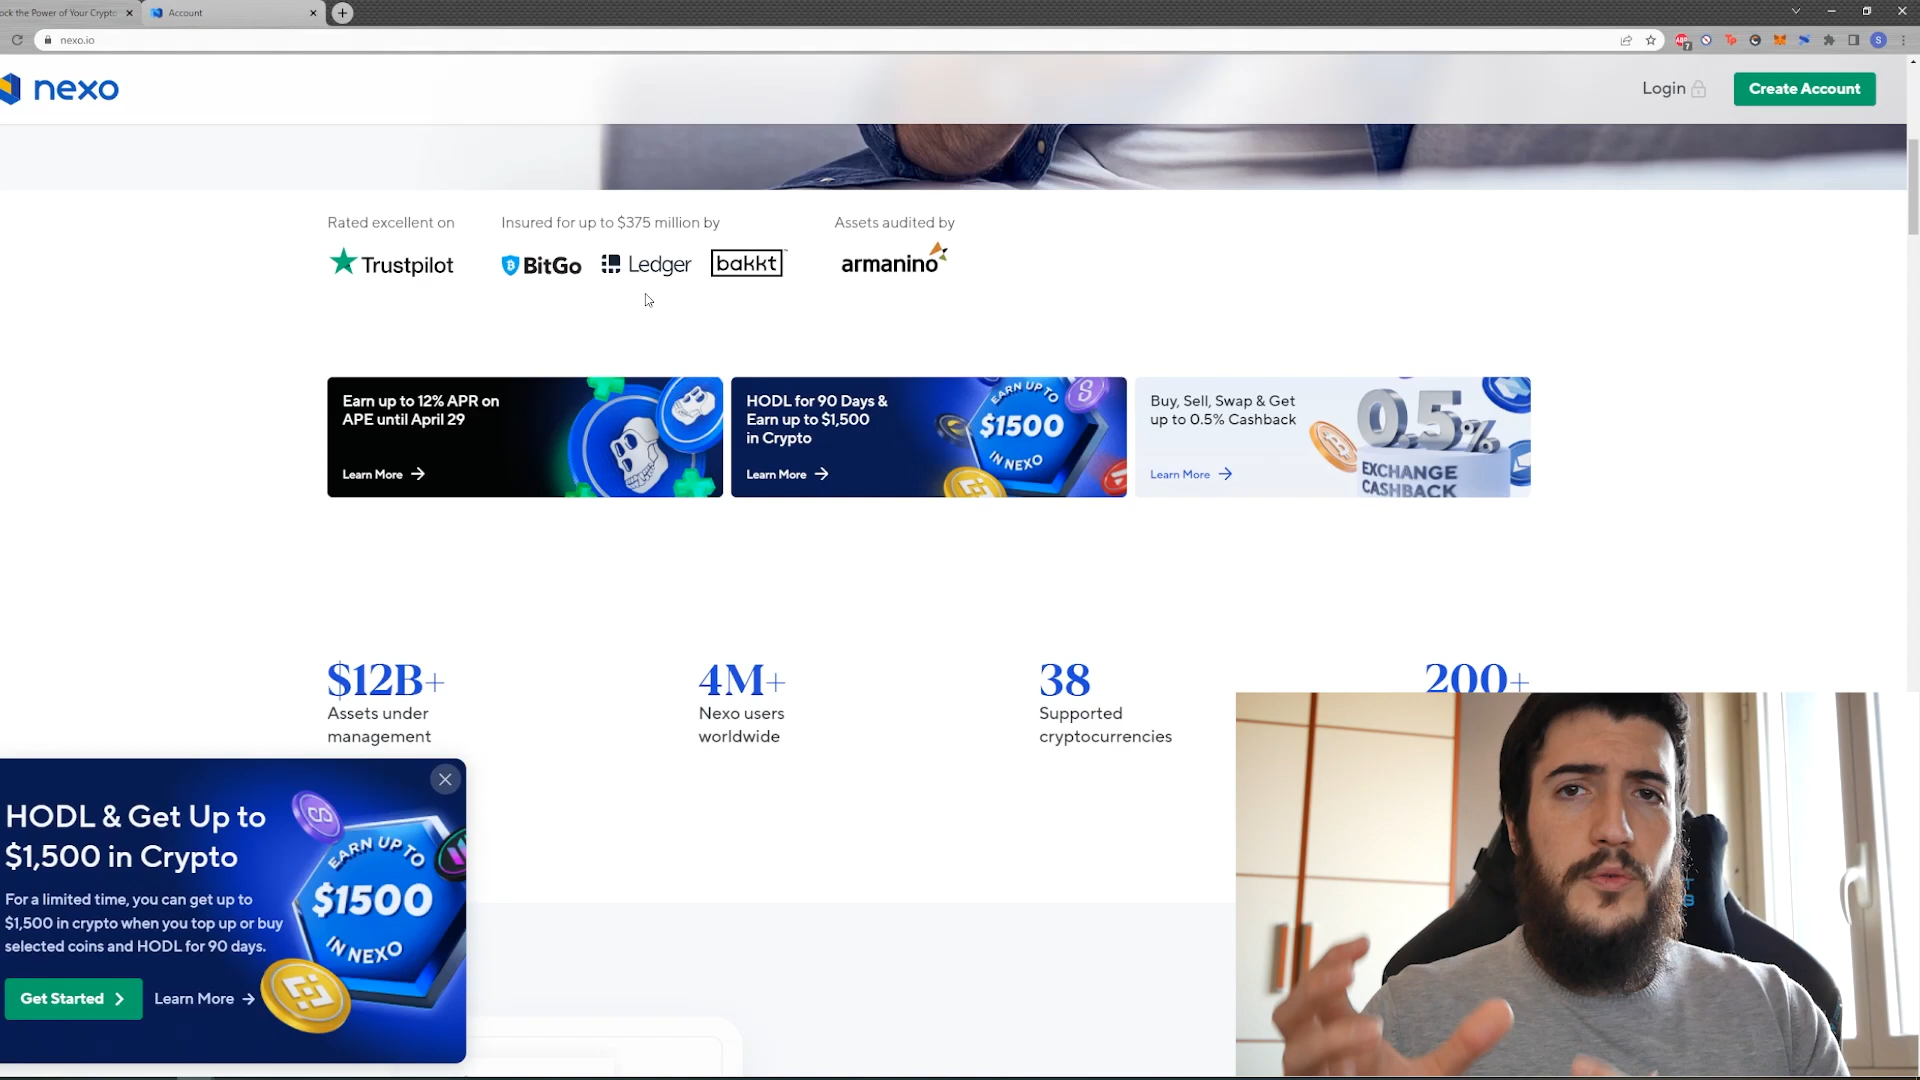 ock the Power of Your Crypto
Account
nexo.io
nexo
Login
Create Account
Rated excellent on
Trustpilot
Insured for up to $375 million by
BitGo
Ledger
bakkt
Assets audited by
armanino
Earn up to 12% APR on
APE until April 29
Learn More
HODL for 90 Days &
Earn up to $1,500
in Crypto
Learn More
EARN UP TO
$1500
IN NEXO
Buy, Sell, Swap & Get
up to 0.5% Cashback
Learn More
0.5%
EXCHANGE
CASHBACK
$12B+
Assets under
management
4M+
Nexo users
worldwide
38
Supported
cryptocurrencies
200+
HODL & Get Up to
$1,500 in Crypto
For a limited time, you can get up to
$1,500 in crypto when you top up or buy
selected coins and HODL for 90 days.
Get Started
Learn More
EARN UP TO
$1500
IN NEXO